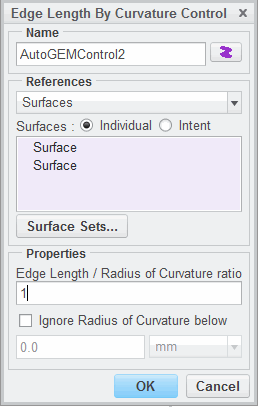 Edge Length By Curvature Control
Name
AutoGEMControl2
References
Surfaces
Surfaces : Individual Intent
Surface
Surface
Surface Sets...
Properties
Edge Length / Radius of Curvature ratio
1
Ignore Radius of Curvature below
0.0 mm
OK Cancel